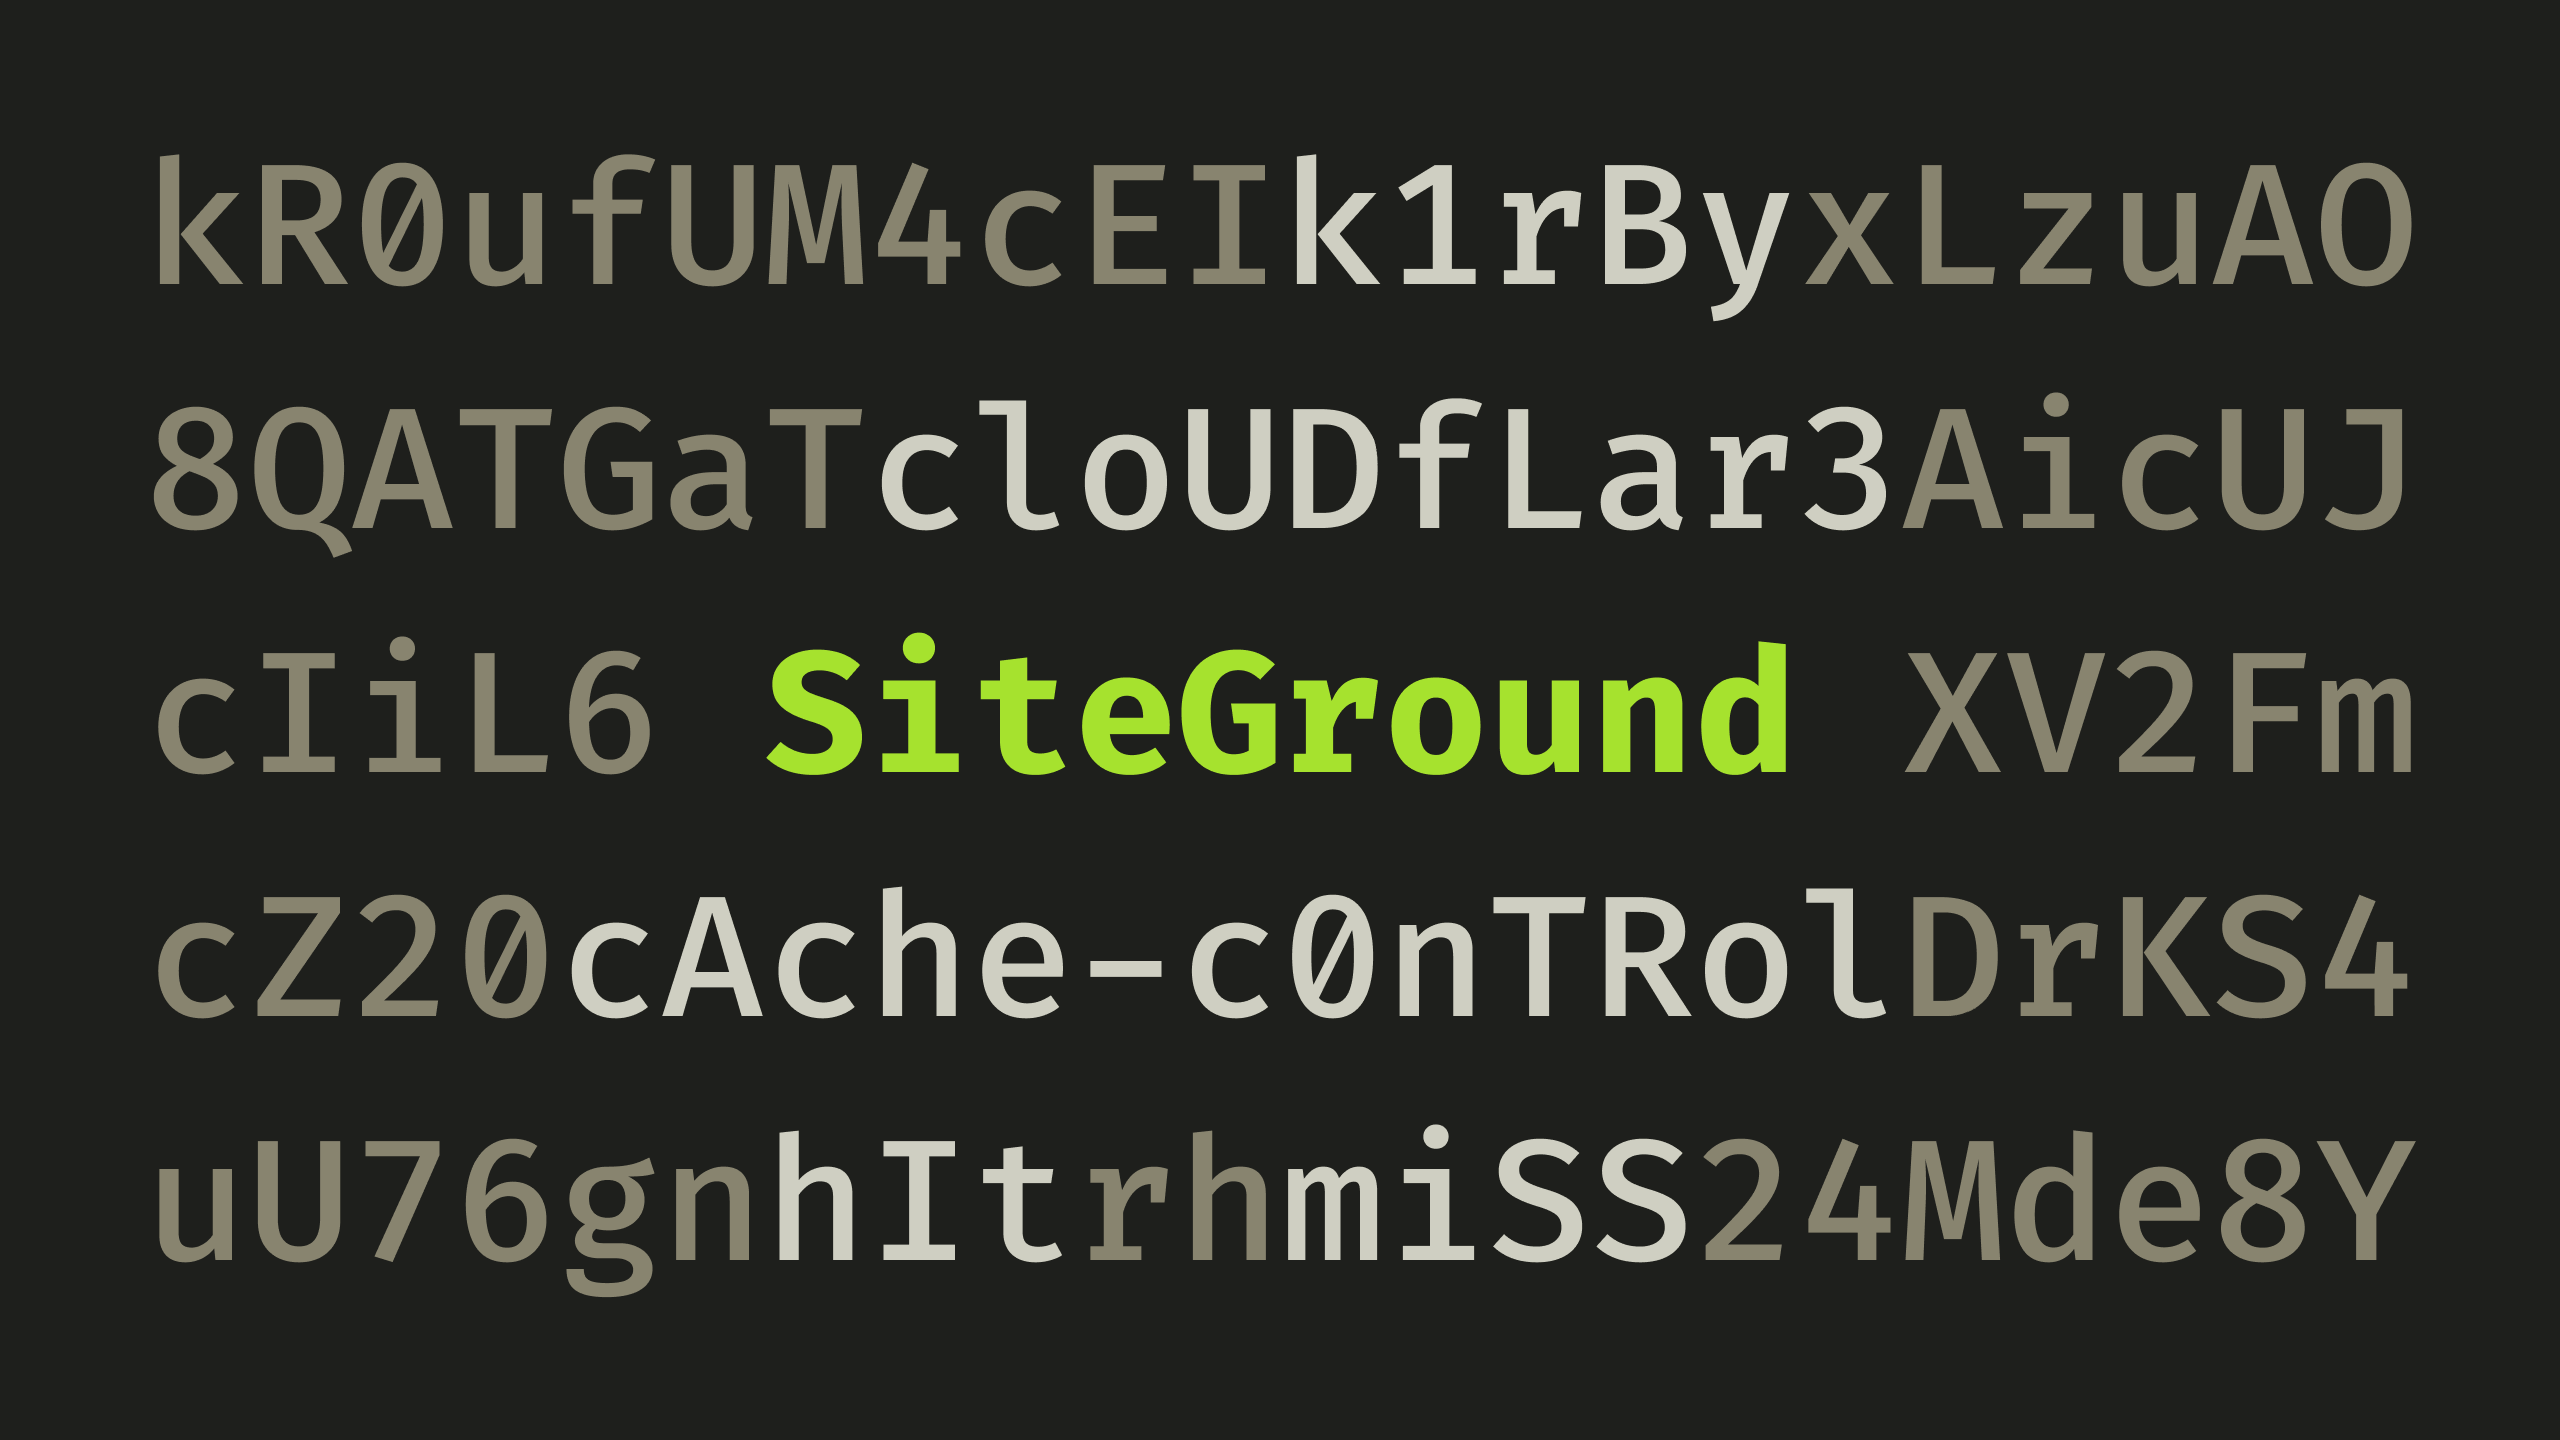 kR0ufUM4cEIk1rByxLzuAO
8QATGaTcloUDfLar3AicUJ
cIiL6 SiteGround XV2Fm
cZ20cAche-c0nTRolDrKS4
uU76gnhItrhmiSS24Mde8Y